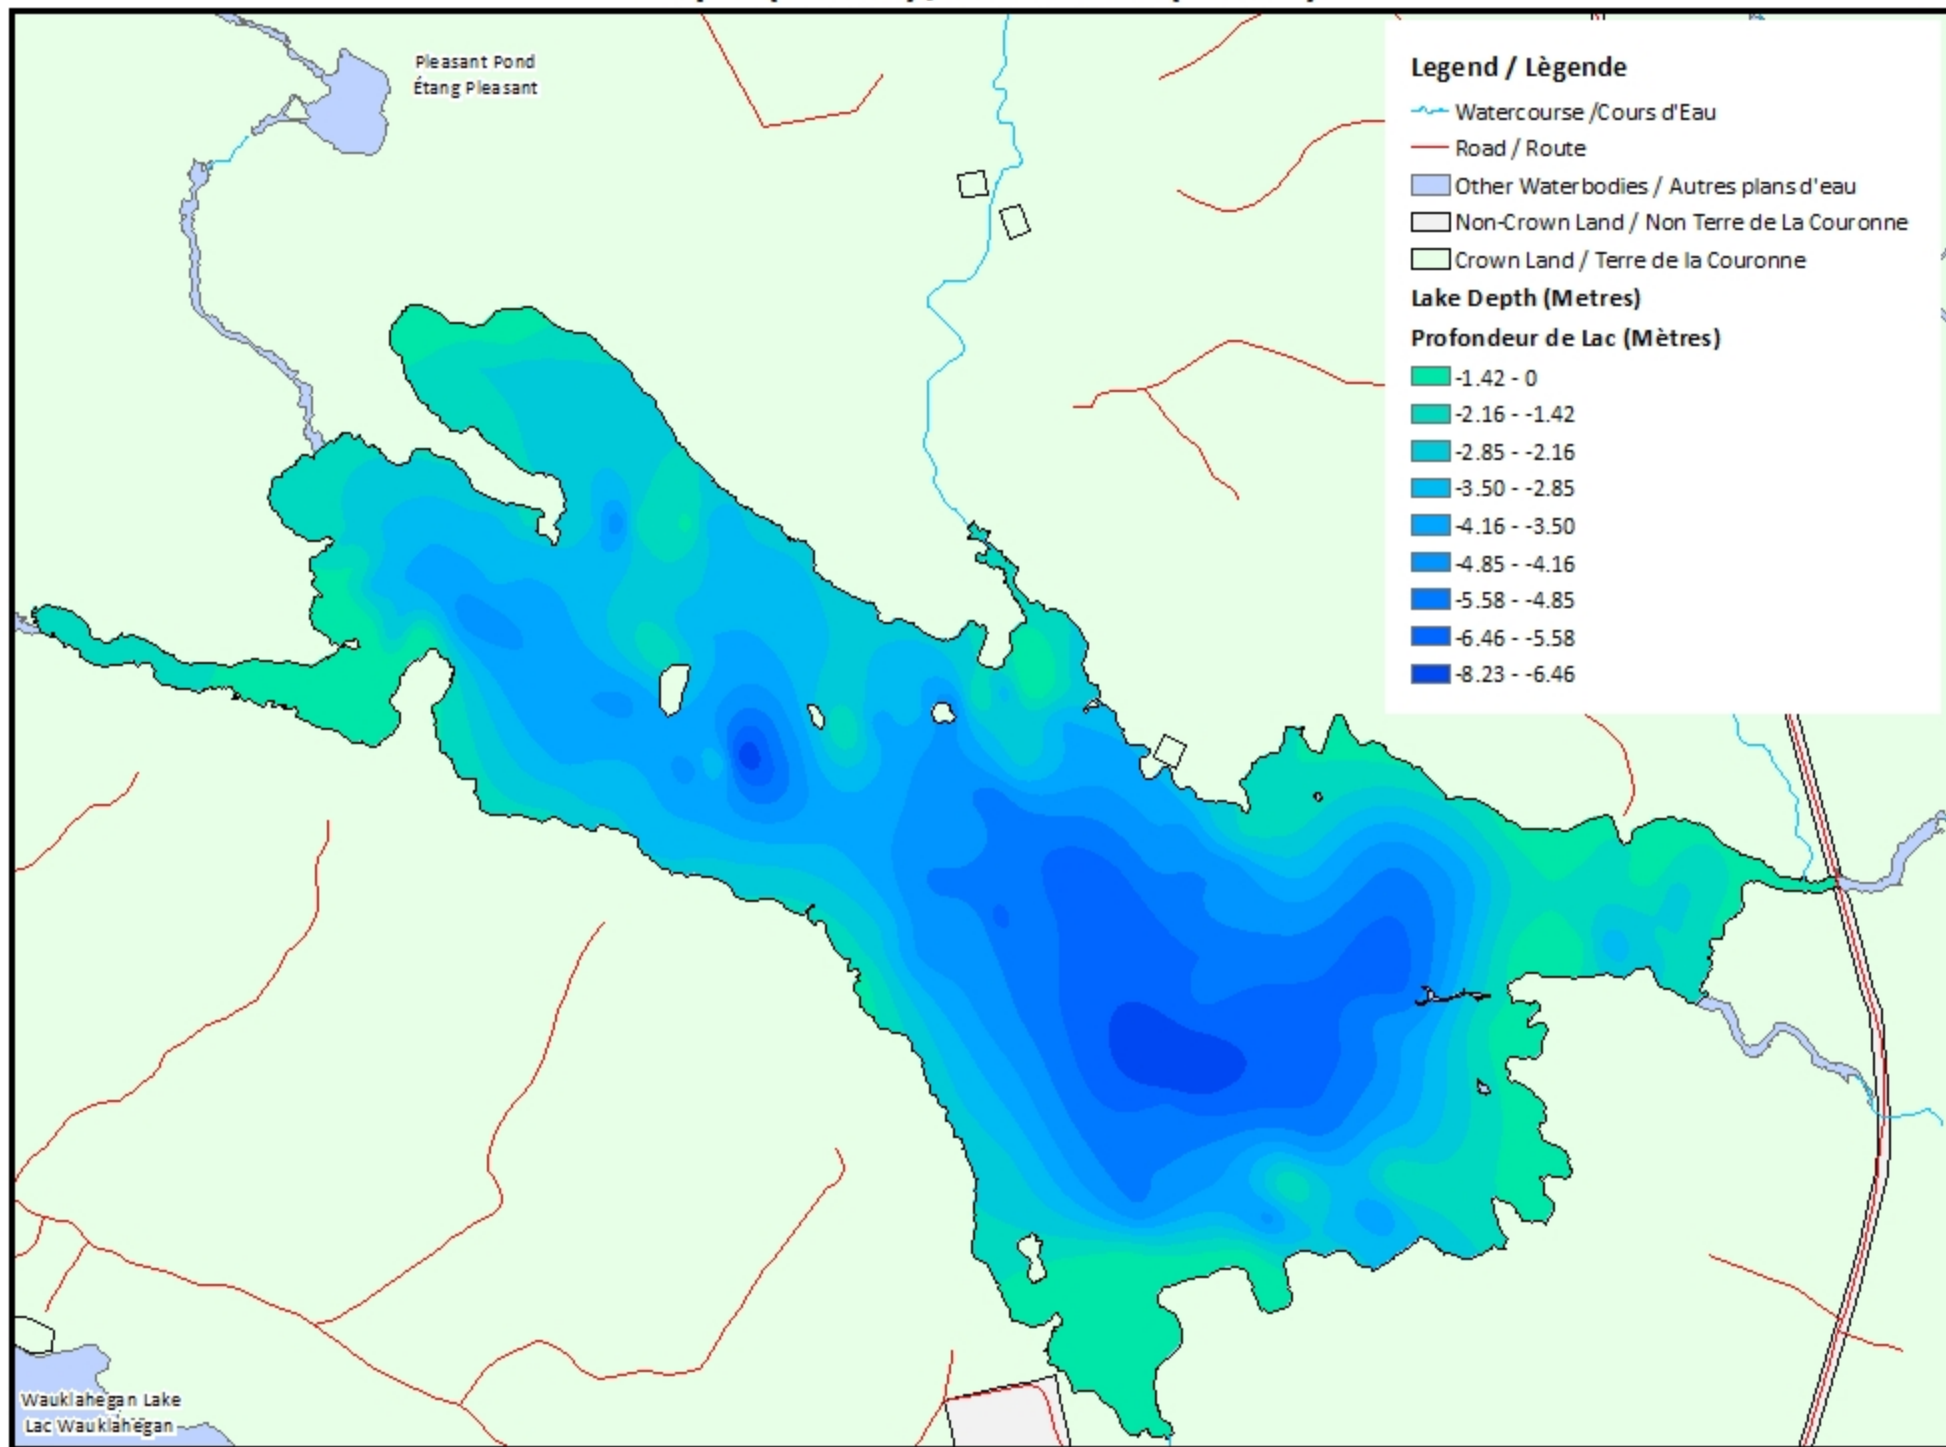 Pleasant Pond
Étang Pleasant
Legend / Lègende
Watercourse /Cours d'Eau
Road / Route
Other Waterbodies / Autres plans d'eau
Non-Crown Land / Non Terre de La Couronne
Crown Land / Terre de la Couronne
Lake Depth (Metres)
Profondeur de Lac (Mètres)
-1.42 - 0
-2.16 - -1.42
-2.85 - -2.16
-3.50 - -2.85
-4.16 - -3.50
-4.85 - -4.16
-5.58 - -4.85
-6.46 - -5.58
-8.23 - -6.46
Wauklahegan Lake
Lac Wauklahegan